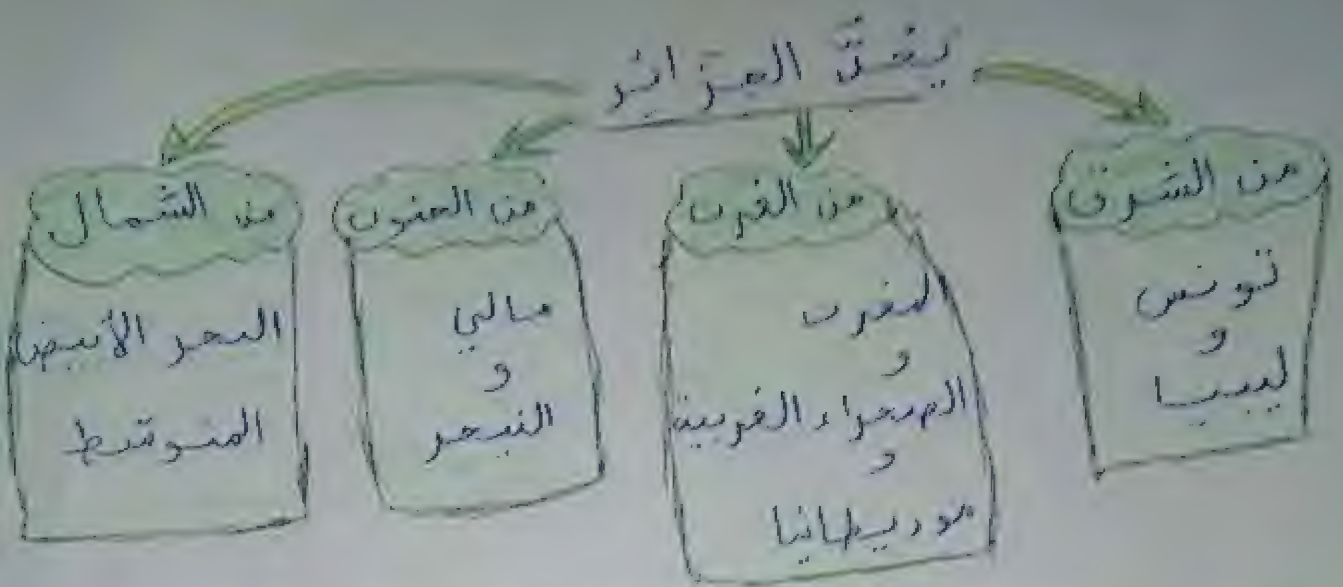 يحدّ الجزائر
من الشرق
تونس
و
ليبيا
من الغرب
المغرب
و
الصحراء الغربية
و
موريطانيا
من الجنوب
مالي
و
النيجر
من الشمال
البحر الأبيض
المتوسط